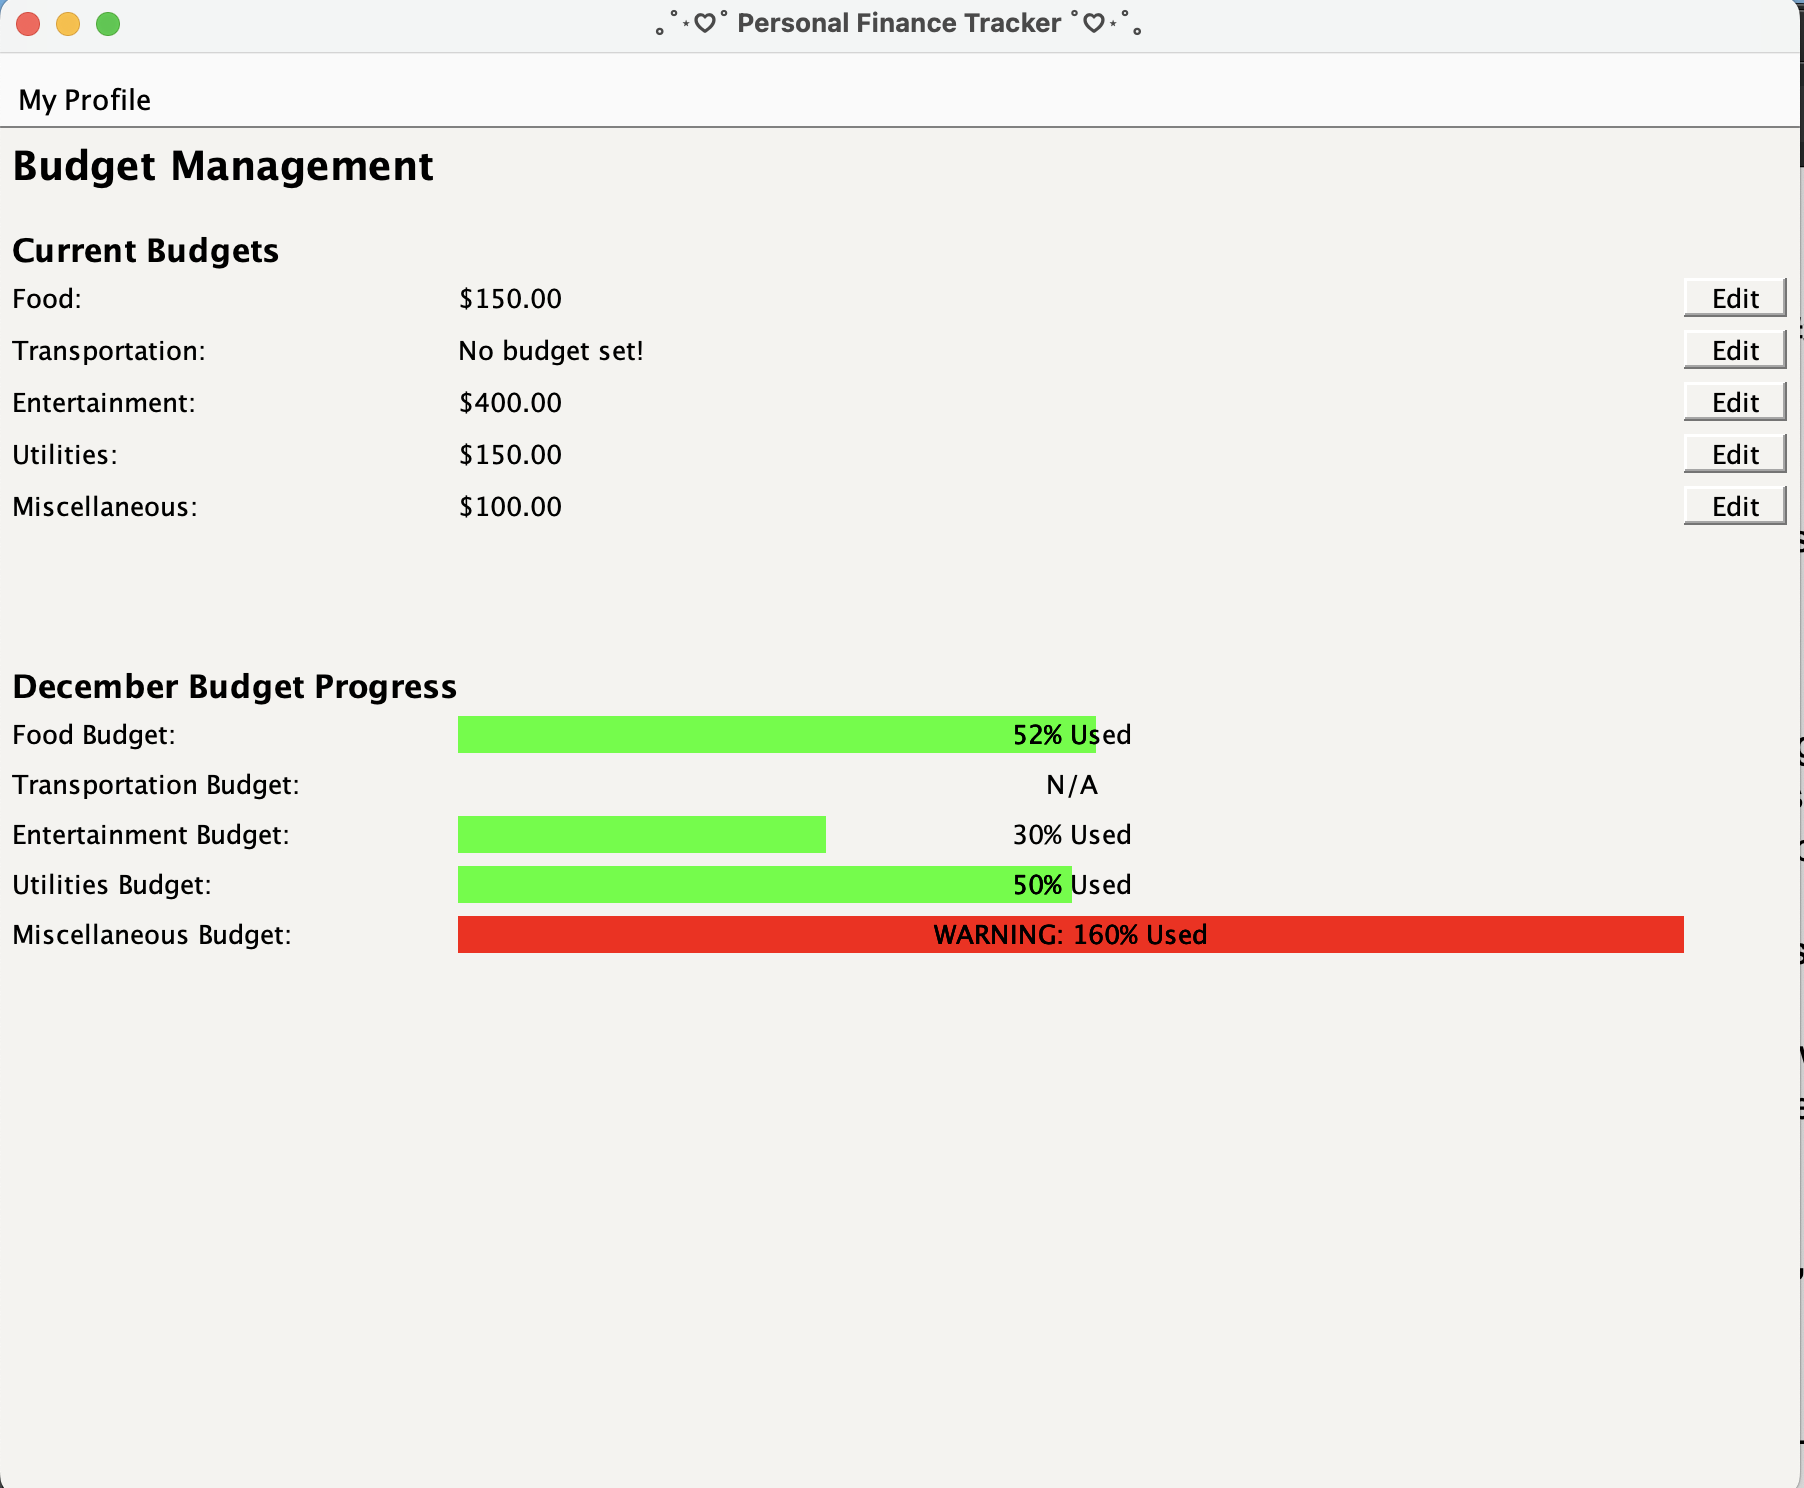 ｡ﾟ⋆♡ﾟ Personal Finance Tracker ﾟ♡⋆ﾟ｡
My Profile
Budget Management
Current Budgets
Food: $150.00 Edit
Transportation: No budget set! Edit
Entertainment: $400.00 Edit
Utilities: $150.00 Edit
Miscellaneous: $100.00 Edit
December Budget Progress
Food Budget: 52% Used
Transportation Budget: N/A
Entertainment Budget: 30% Used
Utilities Budget: 50% Used
Miscellaneous Budget: WARNING: 160% Used